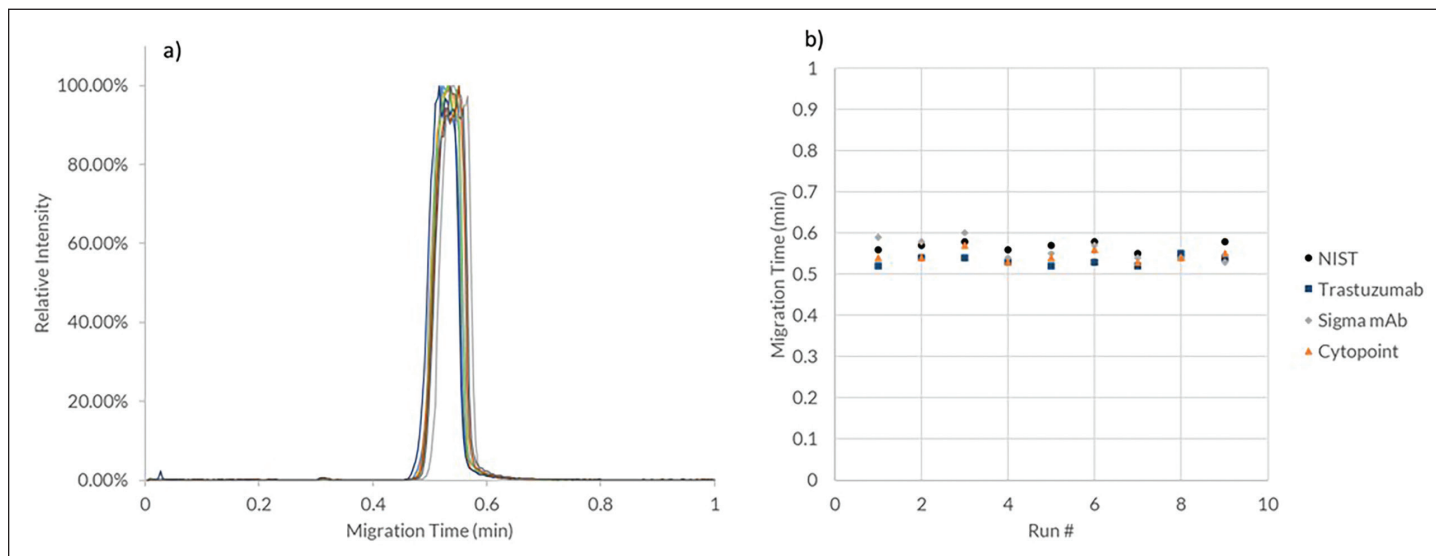 a)
100.00%
80.00%
60.00%
40.00%
20.00%
0.00%
Relative Intensity
0 0.2 0.4 0.6 0.8 1
Migration Time (min)
b)
1
0.9
0.8
0.7
0.6
0.5
0.4
0.3
0.2
0.1
0
Migration Time (min)
0 2 4 6 8 10
Run #
NIST
Trastuzumab
Sigma mAb
Cytopoint